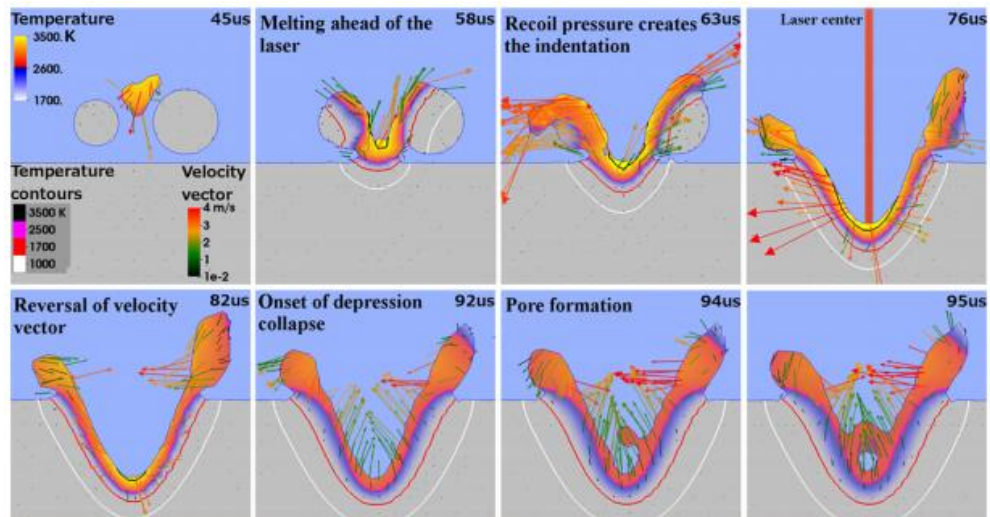 Temperature 45us
3500. K
2600.
1700.
Temperature
contours
3500 K
2500
1700
1000
Velocity
vector
4 m/s
3
2
1
1e-2
Melting ahead of the 58us
laser
Recoil pressure creates 63us
the indentation
Laser center 76us
Reversal of velocity 82us
vector
Onset of depression 92us
collapse
Pore formation 94us
95us